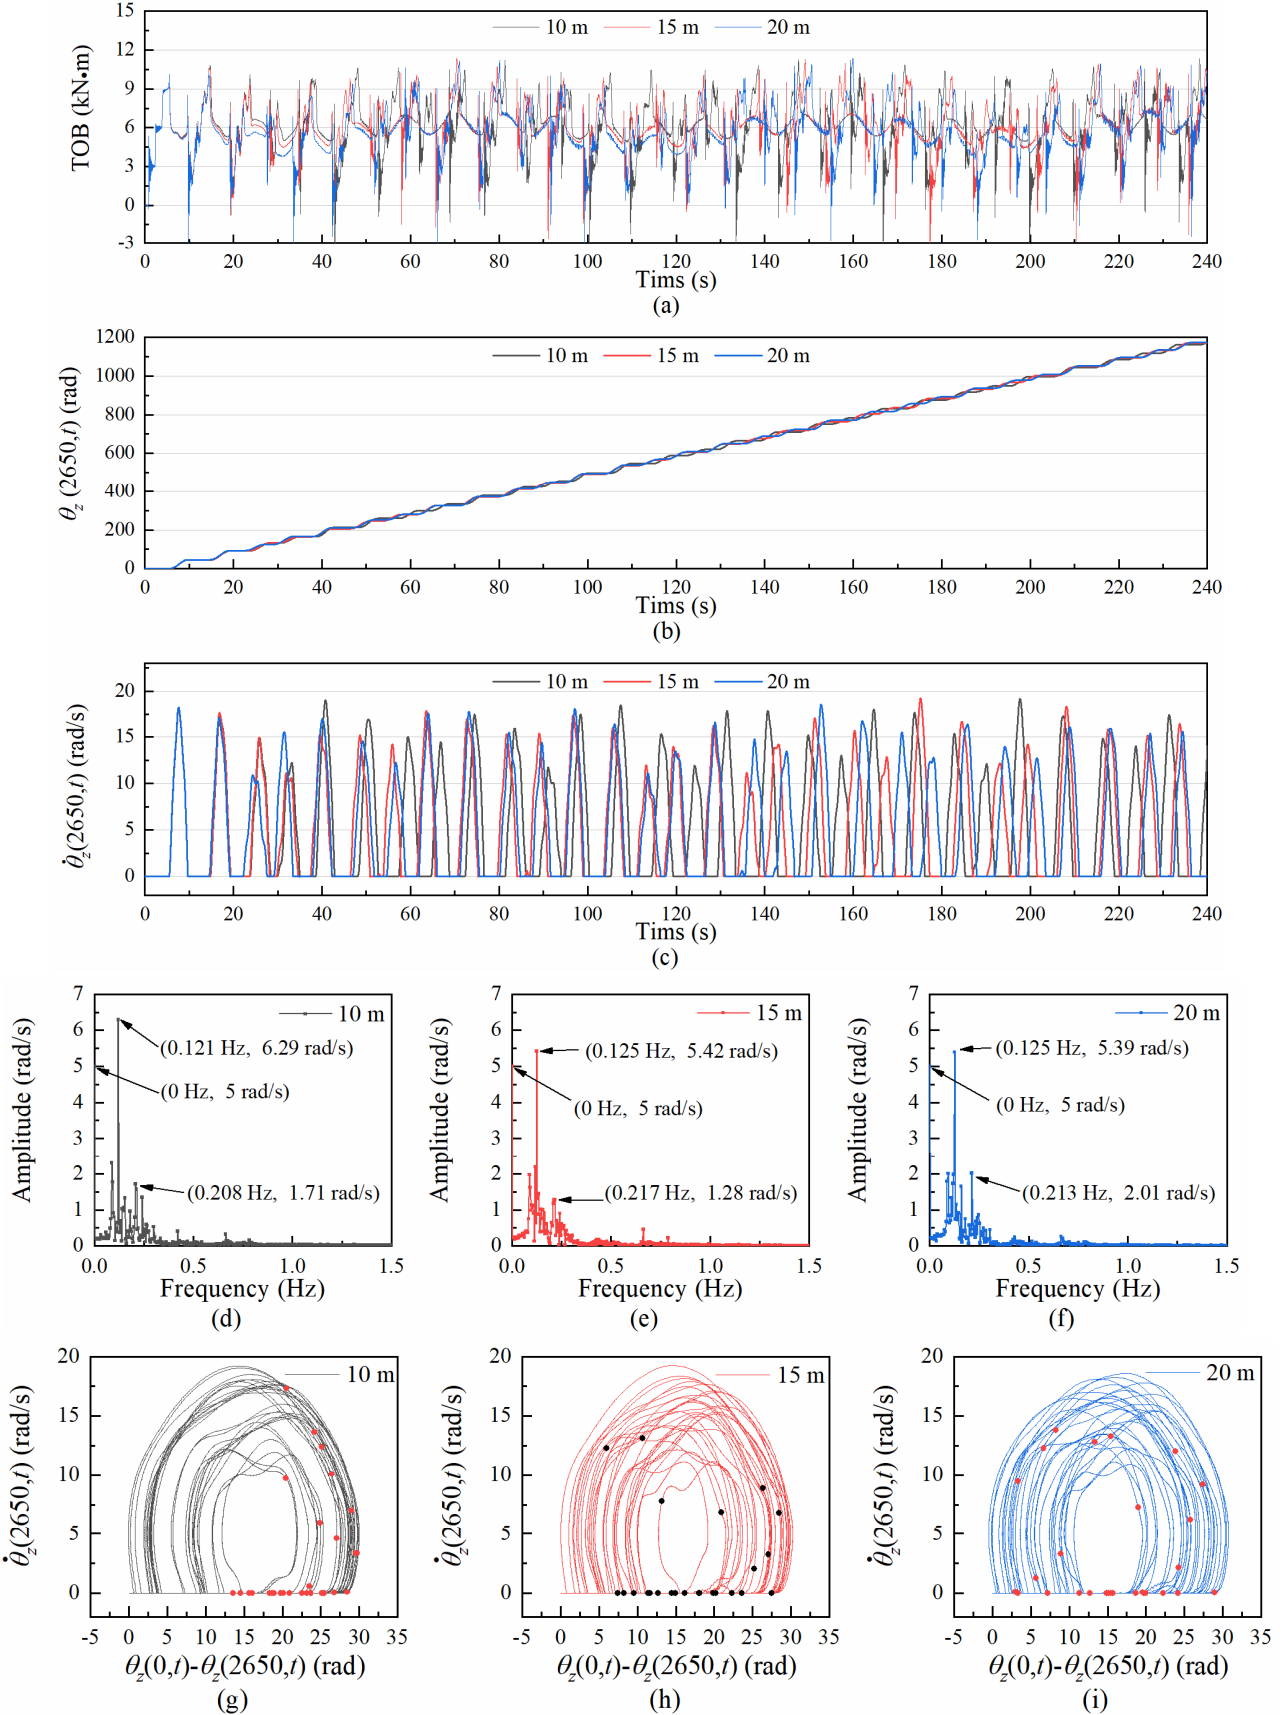 10 m 15 m 20 m
TOB (kN•m)
15
12
9
6
3
0
-3
0 20 40 60 80 100 120 140 160 180 200 220 240
Tims (s)
(a)
10 m 15 m 20 m
θz (2650,t) (rad)
1200
1000
800
600
400
200
0
0 20 40 60 80 100 120 140 160 180 200 220 240
Tims (s)
(b)
10 m 15 m 20 m
θ̇z(2650,t) (rad/s)
20
15
10
5
0
0 20 40 60 80 100 120 140 160 180 200 220 240
Tims (s)
(c)
Amplitude (rad/s)
7
6
5
4
3
2
1
0
10 m
(0.121 Hz, 6.29 rad/s)
(0 Hz, 5 rad/s)
(0.208 Hz, 1.71 rad/s)
0.0 0.5 1.0 1.5
Frequency (Hz)
(d)
Amplitude (rad/s)
7
6
5
4
3
2
1
0
15 m
(0.125 Hz, 5.42 rad/s)
(0 Hz, 5 rad/s)
(0.217 Hz, 1.28 rad/s)
0.0 0.5 1.0 1.5
Frequency (Hz)
(e)
Amplitude (rad/s)
7
6
5
4
3
2
1
0
20 m
(0.125 Hz, 5.39 rad/s)
(0 Hz, 5 rad/s)
(0.213 Hz, 2.01 rad/s)
0.0 0.5 1.0 1.5
Frequency (Hz)
(f)
θ̇z(2650,t) (rad/s)
20
15
10
5
0
10 m
-5 0 5 10 15 20 25 30 35
θz(0,t)-θz(2650,t) (rad)
(g)
θ̇z(2650,t) (rad/s)
20
15
10
5
0
15 m
-5 0 5 10 15 20 25 30 35
θz(0,t)-θz(2650,t) (rad)
(h)
θ̇z(2650,t) (rad/s)
20
15
10
5
0
20 m
-5 0 5 10 15 20 25 30 35
θz(0,t)-θz(2650,t) (rad)
(i)